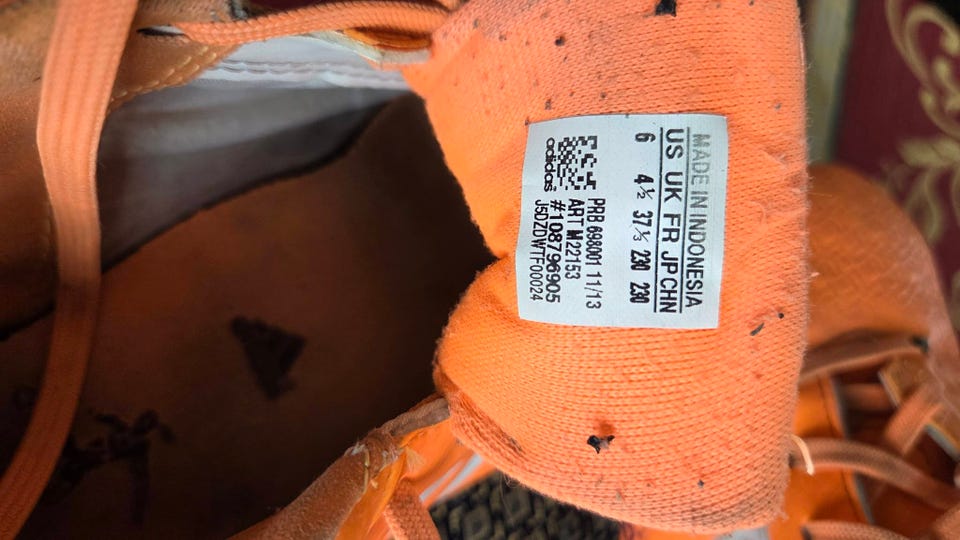 MADE IN INDONESIA
US UK FR JP CHN
6 4½ 37⅓ 230 230
PRB 698001 11/13
ART M22153
#108796905
J5DZDWTF00024
adidas